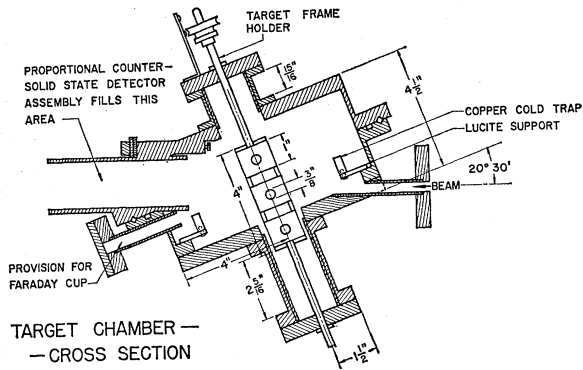 TARGET FRAME
HOLDER
PROPORTIONAL COUNTER—
SOLID STATE DETECTOR
ASSEMBLY FILLS THIS
AREA
5/16"
4 1/2"
COPPER COLD TRAP
LUCITE SUPPORT
20° 30'
BEAM
1"
3/8"
4"
4"
2 5/16"
1 1/2"
PROVISION FOR
FARADAY CUP
TARGET CHAMBER—
—CROSS SECTION